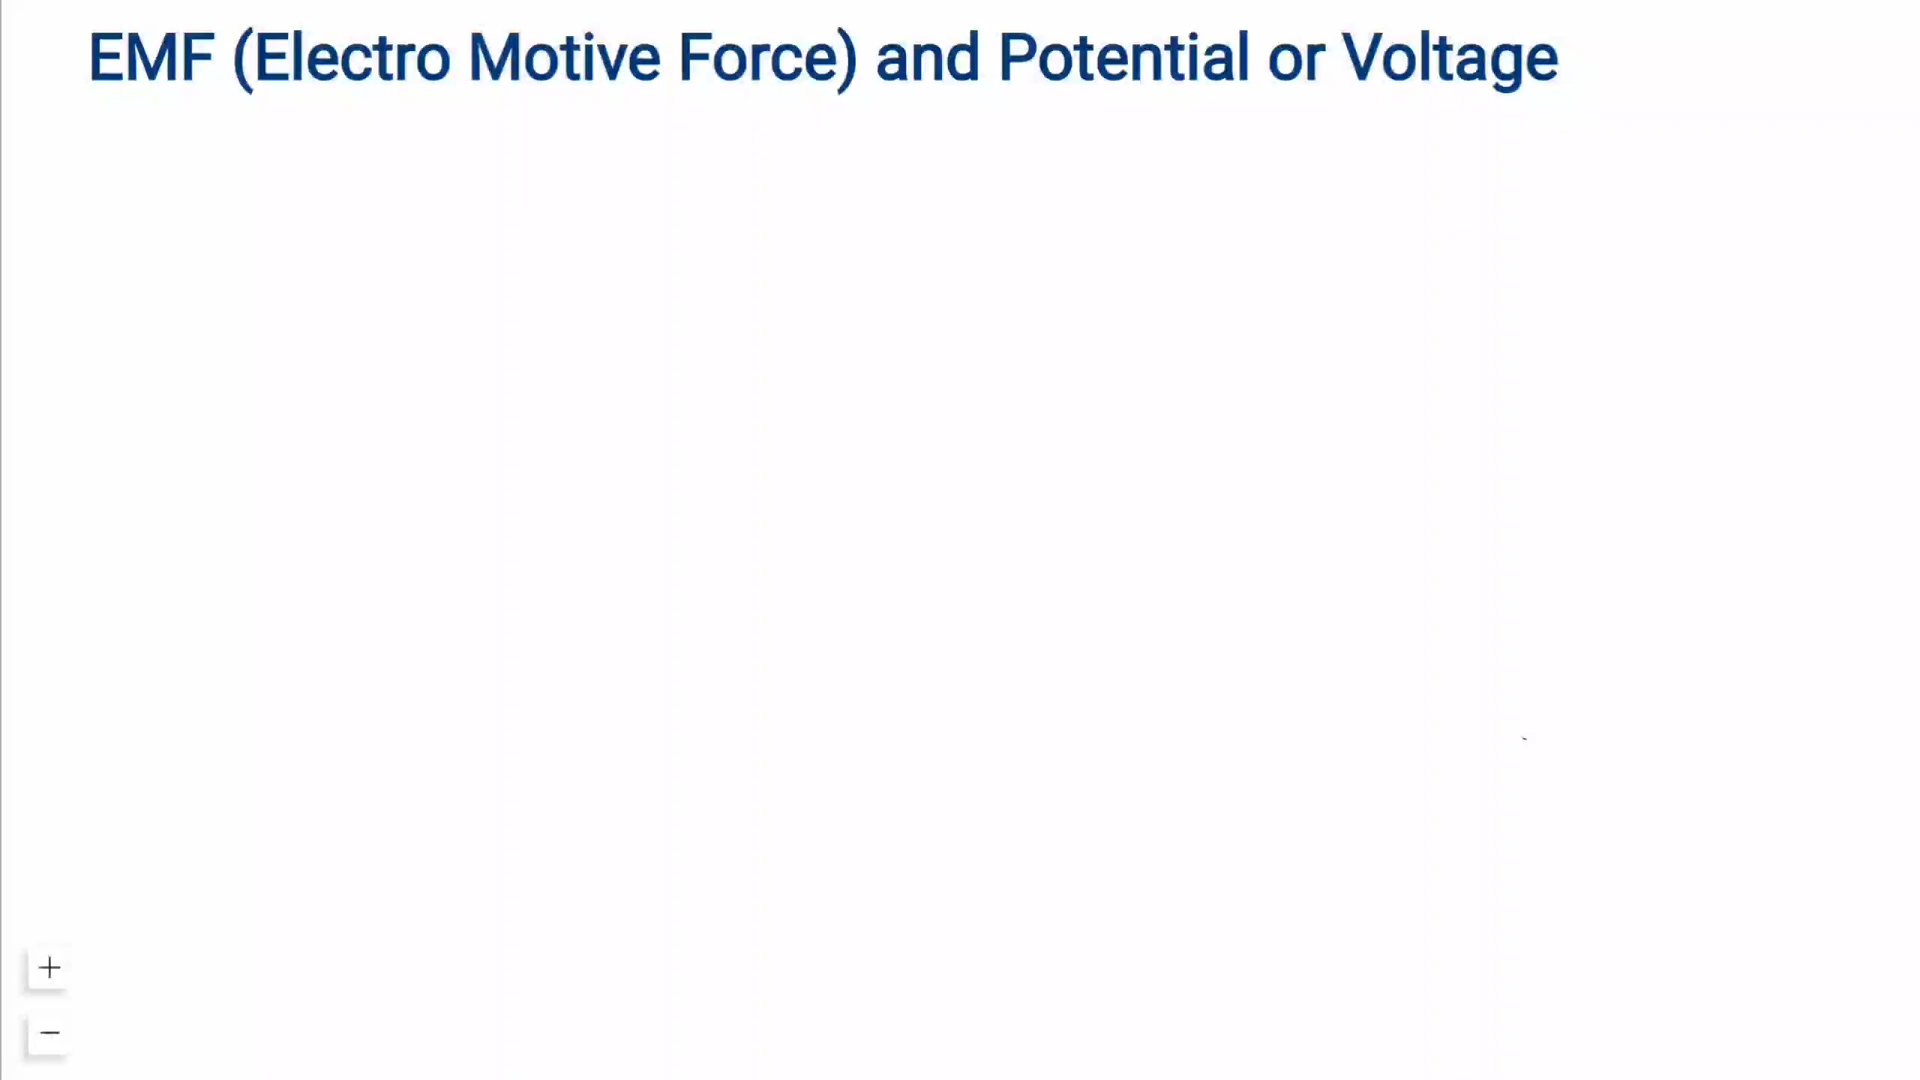 EMF (Electro Motive Force) and Potential or Voltage
+
−